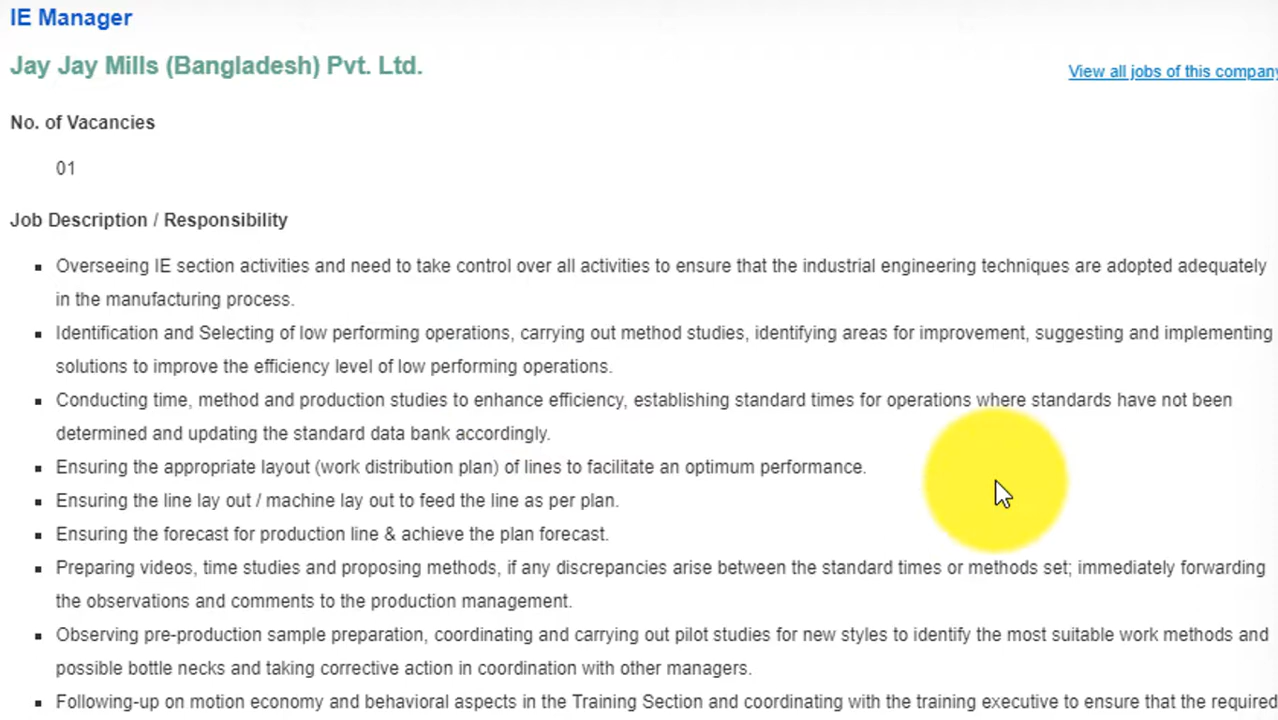 IE Manager
Jay Jay Mills (Bangladesh) Pvt. Ltd.
View all jobs of this company
No. of Vacancies
01
Job Description / Responsibility
Overseeing IE section activities and need to take control over all activities to ensure that the industrial engineering techniques are adopted adequately
in the manufacturing process.
Identification and Selecting of low performing operations, carrying out method studies, identifying areas for improvement, suggesting and implementing
solutions to improve the efficiency level of low performing operations.
Conducting time, method and production studies to enhance efficiency, establishing standard times for operations where standards have not been
determined and updating the standard data bank accordingly.
Ensuring the appropriate layout (work distribution plan) of lines to facilitate an optimum performance.
Ensuring the line lay out / machine lay out to feed the line as per plan.
Ensuring the forecast for production line & achieve the plan forecast.
Preparing videos, time studies and proposing methods, if any discrepancies arise between the standard times or methods set; immediately forwarding
the observations and comments to the production management.
Observing pre-production sample preparation, coordinating and carrying out pilot studies for new styles to identify the most suitable work methods and
possible bottle necks and taking corrective action in coordination with other managers.
Following-up on motion economy and behavioral aspects in the Training Section and coordinating with the training executive to ensure that the required